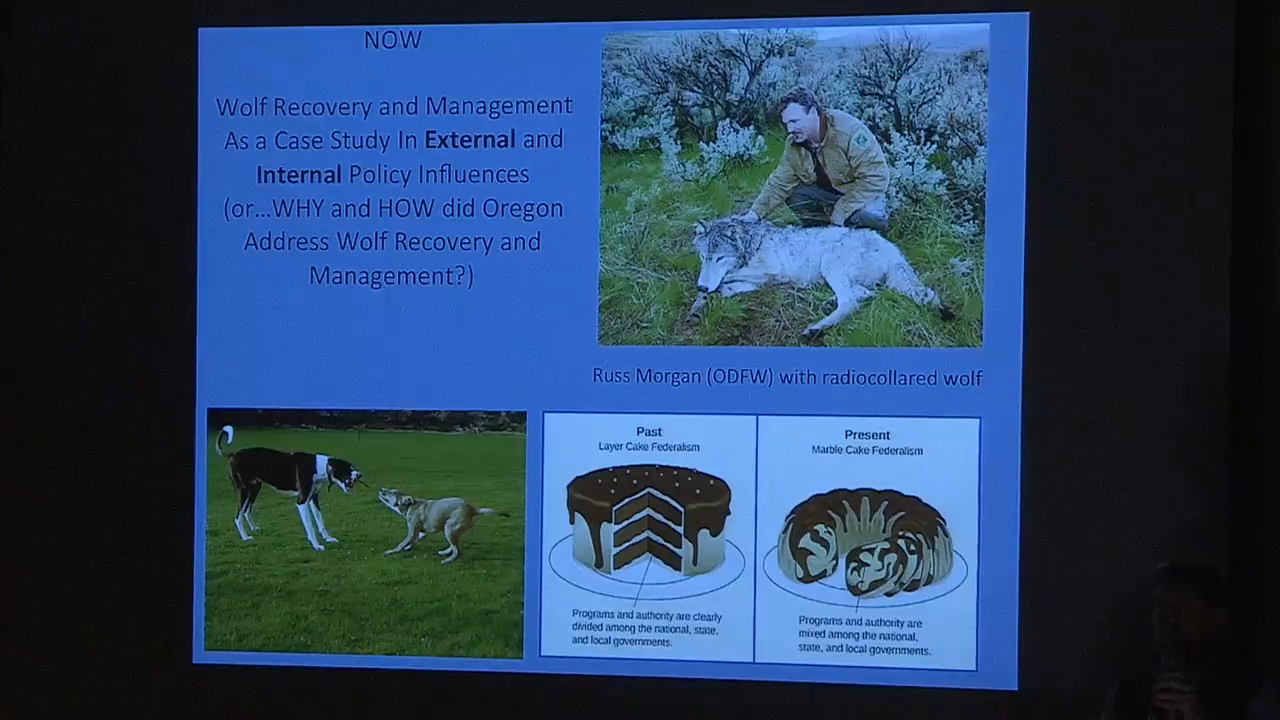 NOW
Wolf Recovery and Management
As a Case Study In External and
Internal Policy Influences
(or...WHY and HOW did Oregon
Address Wolf Recovery and
Management?)
Russ Morgan (ODFW) with radiocollared wolf
Past
Layer Cake Federalism
Programs and authority are clearly
divided among the national, state,
and local governments.
Present
Marble Cake Federalism
Programs and authority are
mixed among the national,
state, and local governments.